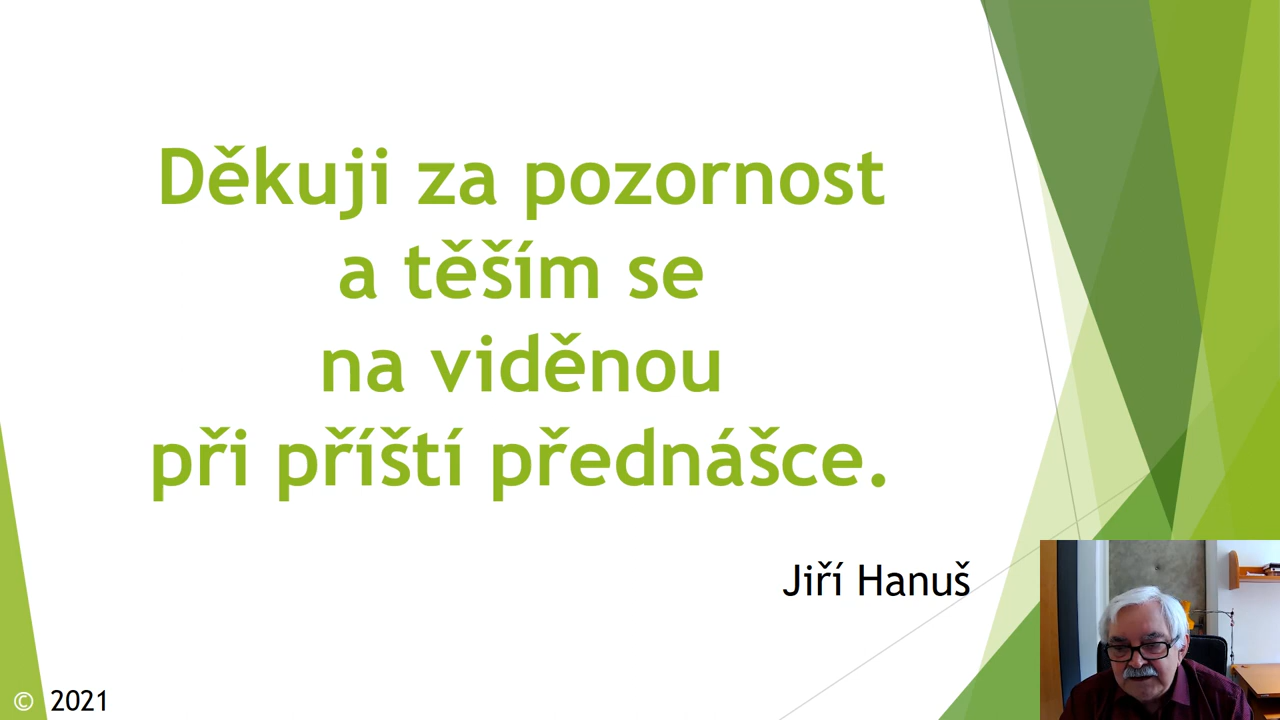 Děkuji za pozornost
a těším se
na viděnou
při příští přednášce.
Jiří Hanuš
© 2021